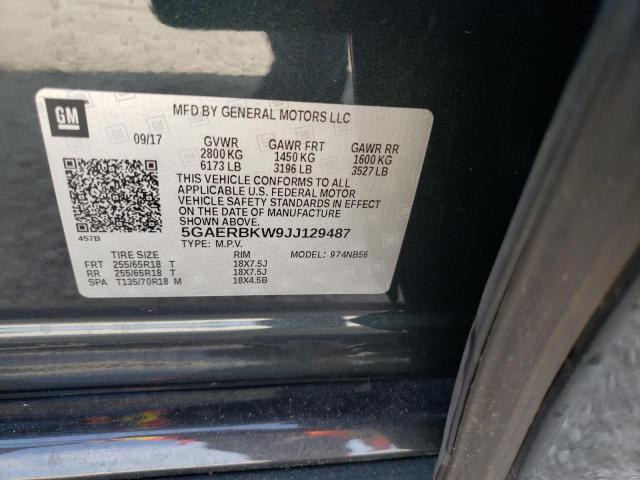 GM
MFD BY GENERAL MOTORS LLC
09/17 GVWR GAWR FRT GAWR RR
2800 KG 1450 KG 1600 KG
6173 LB 3196 LB 3527 LB
THIS VEHICLE CONFORMS TO ALL
APPLICABLE U.S. FEDERAL MOTOR
VEHICLE SAFETY STANDARDS IN
EFFECT ON THE DATE OF MANUFACTURE
SHOWN ABOVE.
457B 5GAERBKW9JJ129487
TYPE: M.P.V. MODEL: 974NB56
TIRE SIZE RIM
FRT 255/65R18 T 18X7.5J
RR 255/65R18 T 18X7.5J
SPA T135/70R18 M 18X4.5B